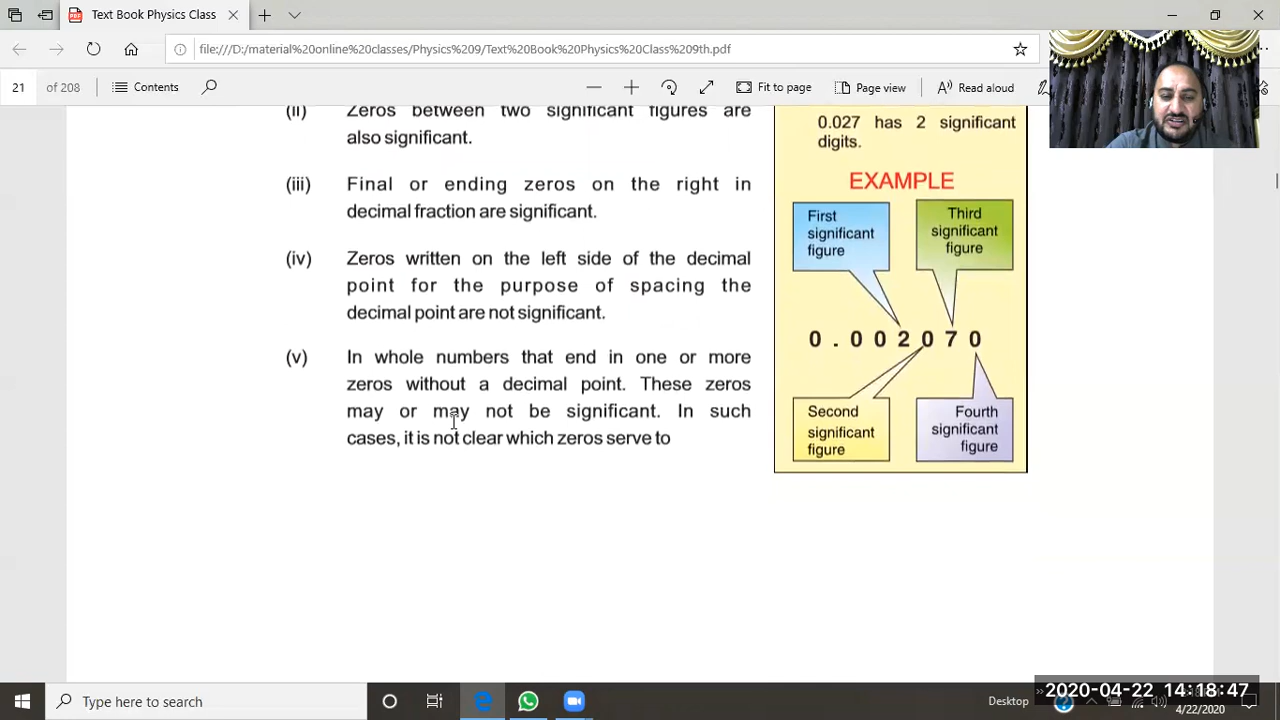 Text Book Physics Class
file:///D:/material%20online%20classes/Physics%209/Text%20Book%20Physics%20Class%209th.pdf
21 of 208 Contents Fit to page Page view Read aloud
(ii) Zeros between two significant figures are
also significant.
(iii) Final or ending zeros on the right in
decimal fraction are significant.
(iv) Zeros written on the left side of the decimal
point for the purpose of spacing the
decimal point are not significant.
(v) In whole numbers that end in one or more
zeros without a decimal point. These zeros
may or may not be significant. In such
cases, it is not clear which zeros serve to
0.027 has 2 significant
digits.
EXAMPLE
First
significant
figure
Third
significant
figure
0.002070
Second
significant
figure
Fourth
significant
figure
Type here to search
Desktop
2020-04-22 14:18:47
4/22/2020